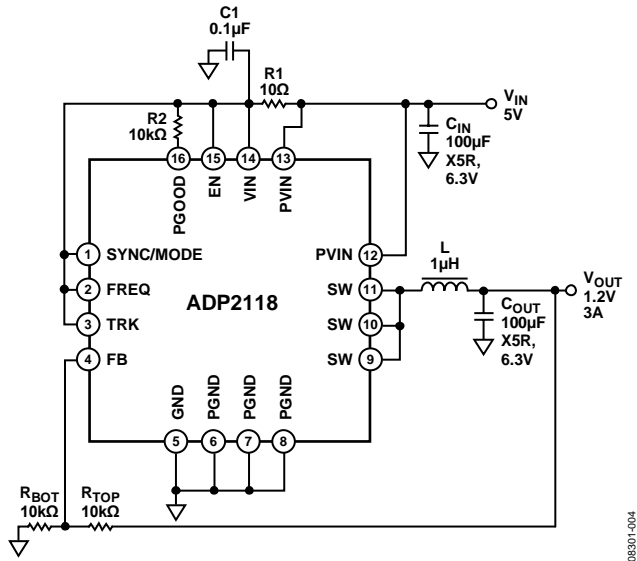 C1
0.1µF
R1
10Ω
R2
10kΩ
VIN
5V
CIN
100µF
X5R,
6.3V
16
15
14
13
PGOOD
EN
VIN
PVIN
1
SYNC/MODE
2
FREQ
3
TRK
4
FB
ADP2118
PVIN
12
SW
11
SW
10
SW
9
L
1µH
VOUT
1.2V
3A
COUT
100µF
X5R,
6.3V
GND
PGND
PGND
PGND
5
6
7
8
RBOT
10kΩ
RTOP
10kΩ
08301-004